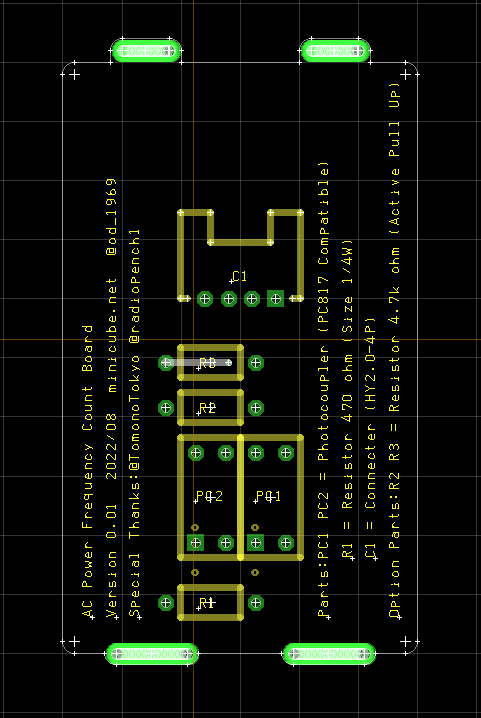 AC Power Frequency Count Board
Version 0.01 2022/08 minicube.net @od_1969
SPecial Thanks:@TomonoTokyo @radioPench1
C1
R3
R2
PC2
PC1
R1
Parts:PC1 PC2 = PhotocouPler (PC817 ComPatible)
R1 = Resistor 470 ohm (Size 1/4W)
C1 = Connecter (HY2.0-4P)
OPtion Parts:R2 R3 = Resistor 4.7k ohm (Active Pull UP)